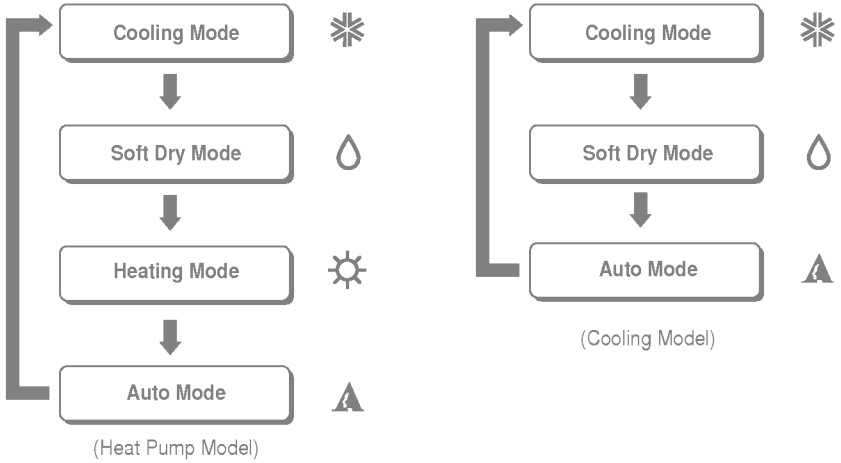 Cooling Mode
Soft Dry Mode
Heating Mode
Auto Mode
(Heat Pump Model)
Cooling Mode
Soft Dry Mode
Auto Mode
(Cooling Model)